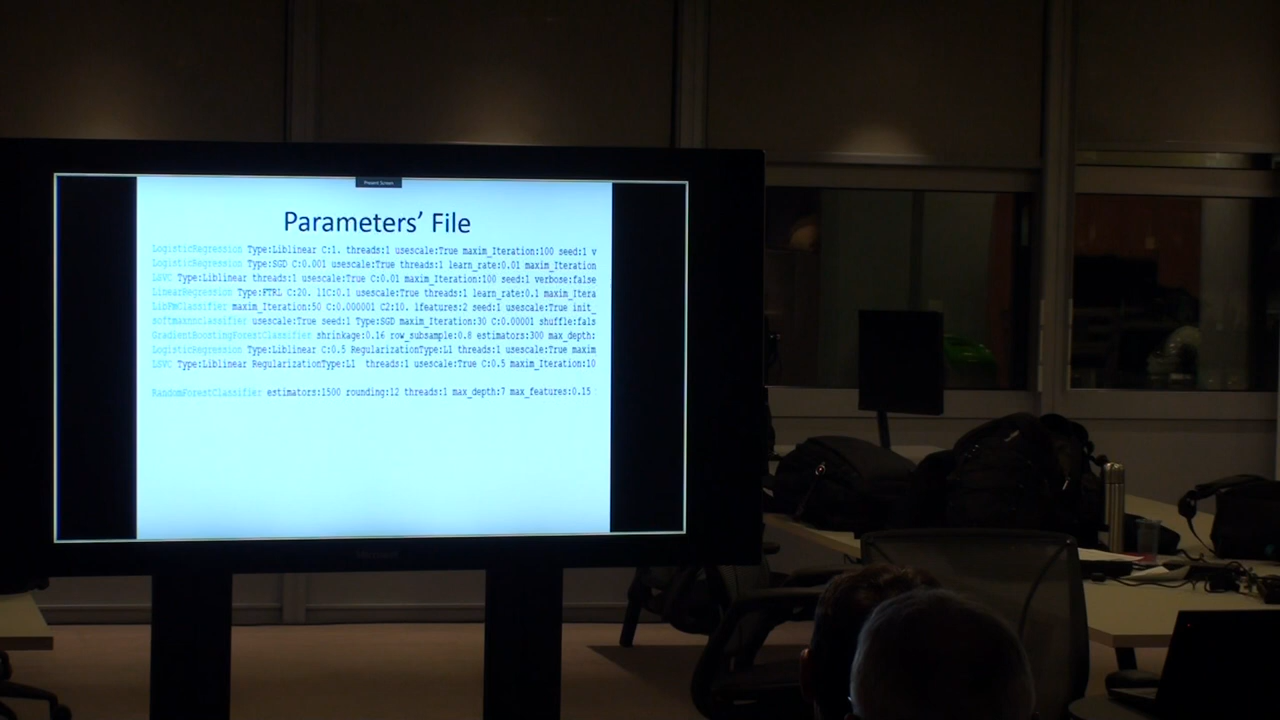 Present Screen
Parameters’ File
LogisticRegression Type:Liblinear C:1. threads:1 usescale:True maxim_Iteration:100 seed:1 v
LogisticRegression Type:SGD C:0.001 usescale:True threads:1 learn_rate:0.01 maxim_Iteration
LSVC Type:Liblinear threads:1 usescale:True C:0.01 maxim_Iteration:100 seed:1 verbose:false
LinearRegression Type:FTRL C:20. l1C:0.1 usescale:True threads:1 learn_rate:0.1 maxim_Itera
LibFmClassifier maxim_Iteration:50 C:0.000001 C2:10. lfeatures:2 seed:1 usescale:True init_
softmaxnnclassifier usescale:True seed:1 Type:SGD maxim_Iteration:30 C:0.00001 shuffle:fals
GradientBoostingForestClassifier shrinkage:0.16 row_subsample:0.8 estimators:300 max_depth:
LogisticRegression Type:Liblinear C:0.5 RegularizationType:L1 threads:1 usescale:True maxim
LSVC Type:Liblinear RegularizationType:L1 threads:1 usescale:True C:0.5 maxim_Iteration:10
RandomForestClassifier estimators:1500 rounding:12 threads:1 max_depth:7 max_features:0.15
Microsoft